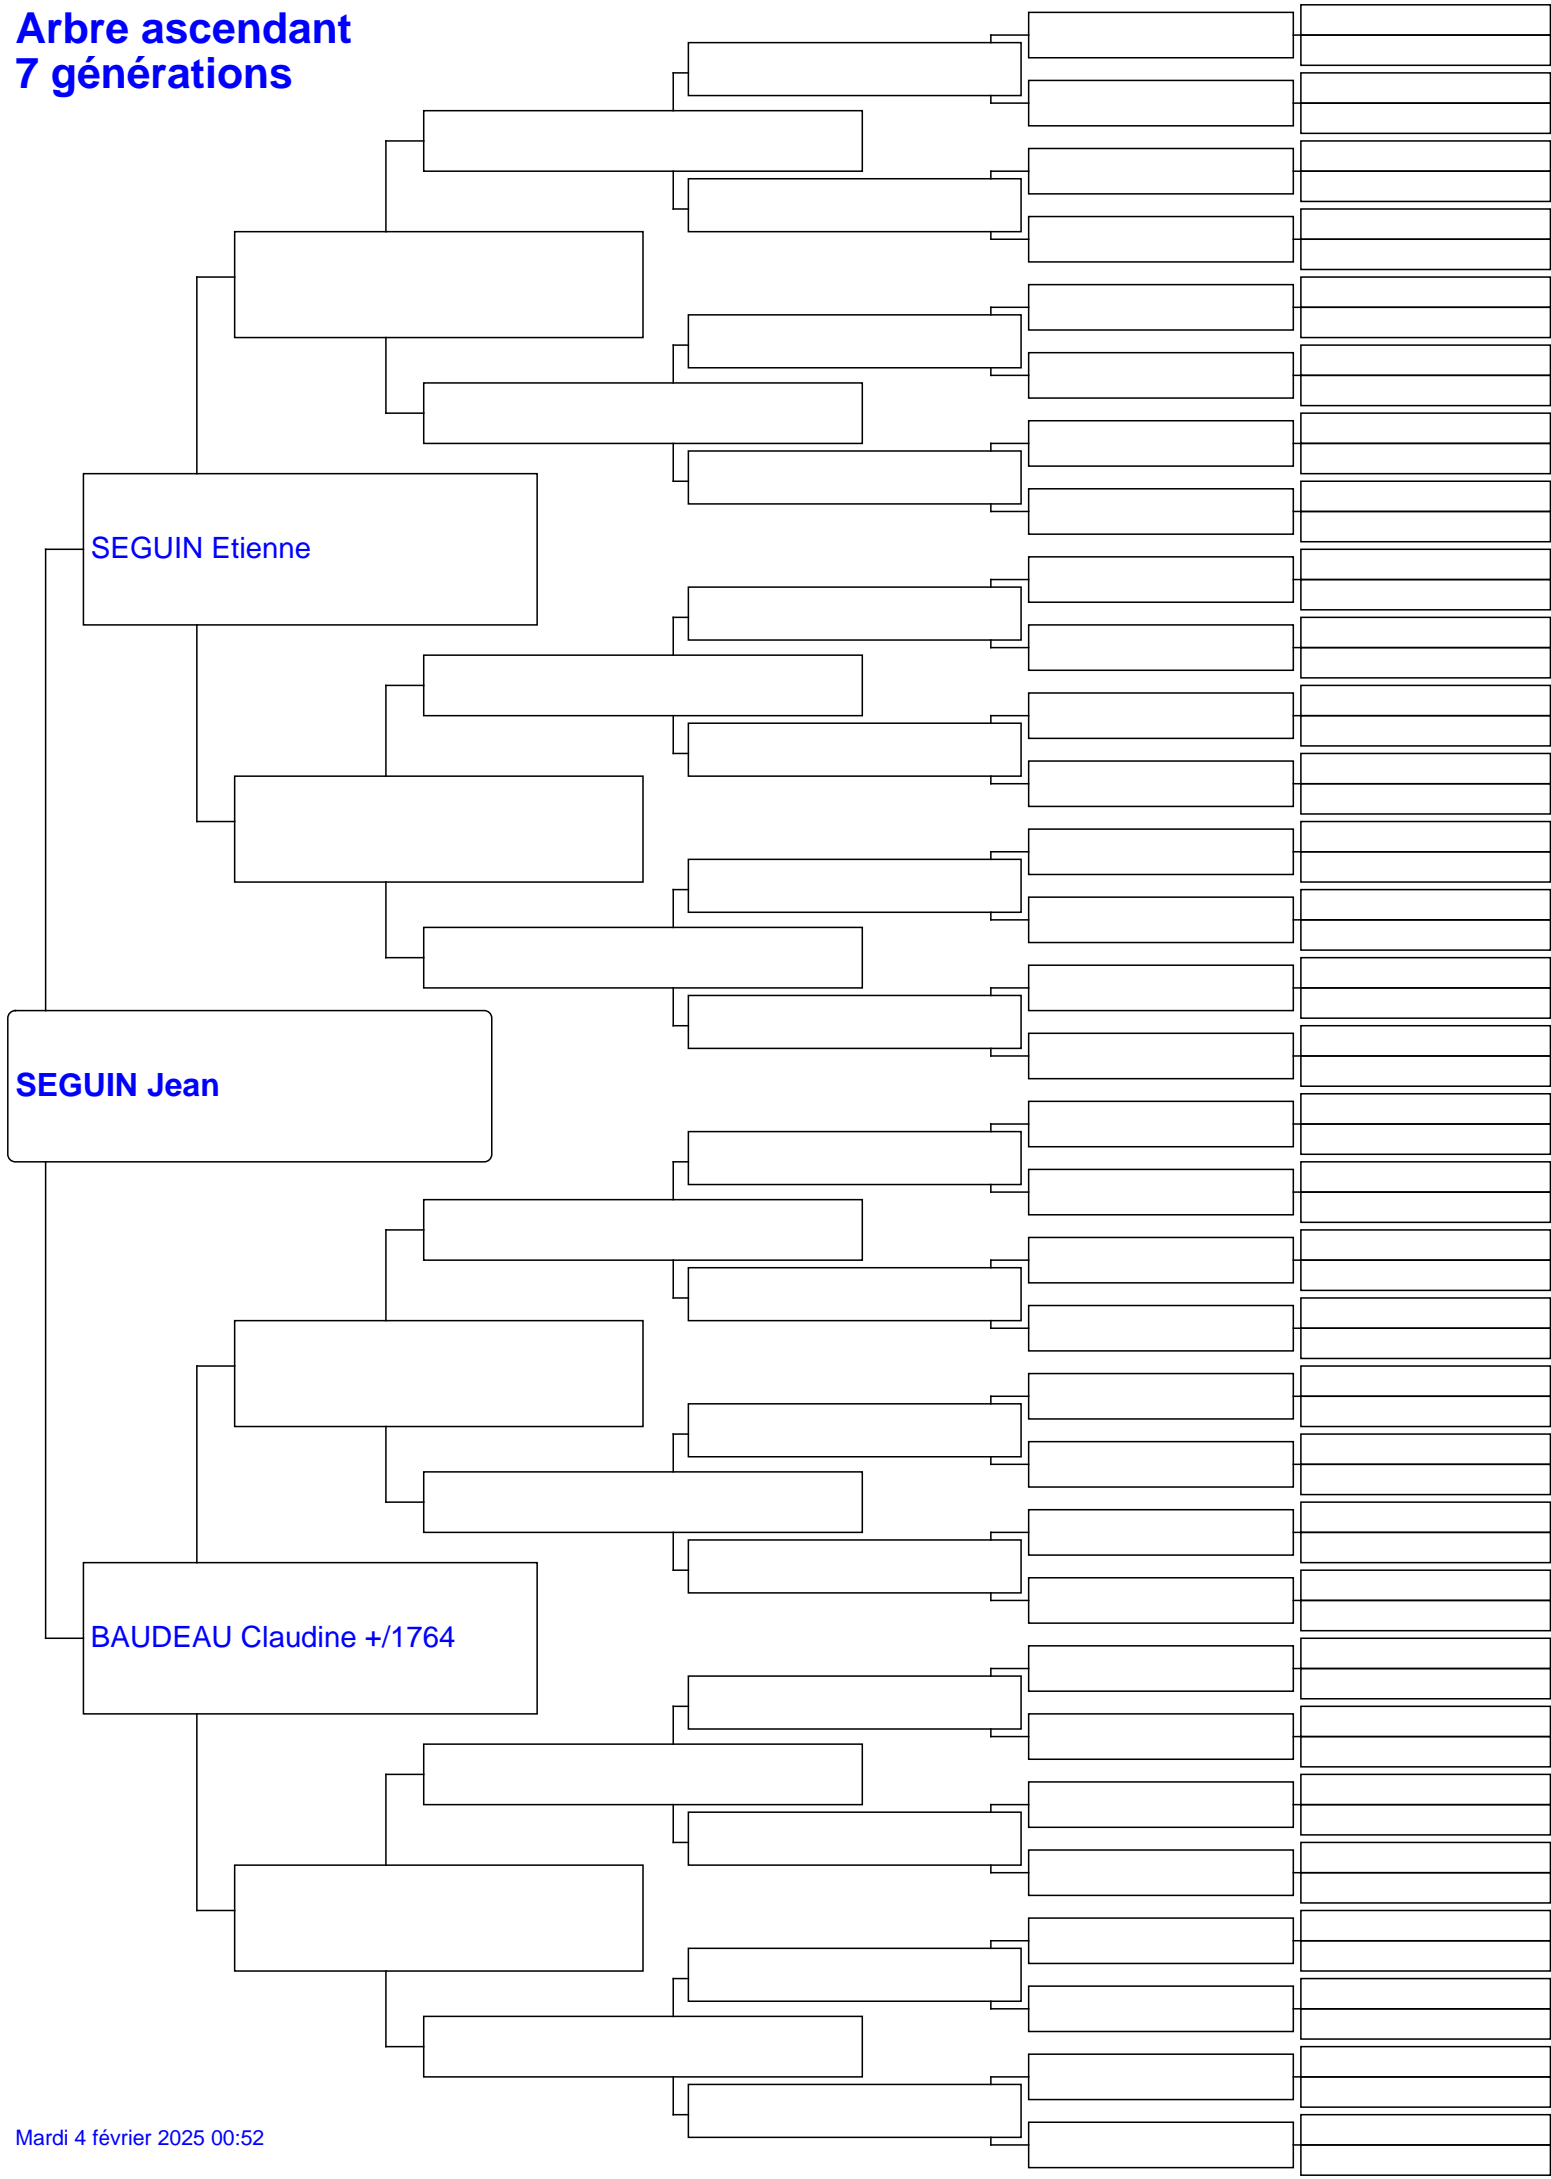 Arbre ascendant
7 générations
SEGUIN Etienne
SEGUIN Jean
BAUDEAU Claudine +/1764
Mardi 4 février 2025 00:52